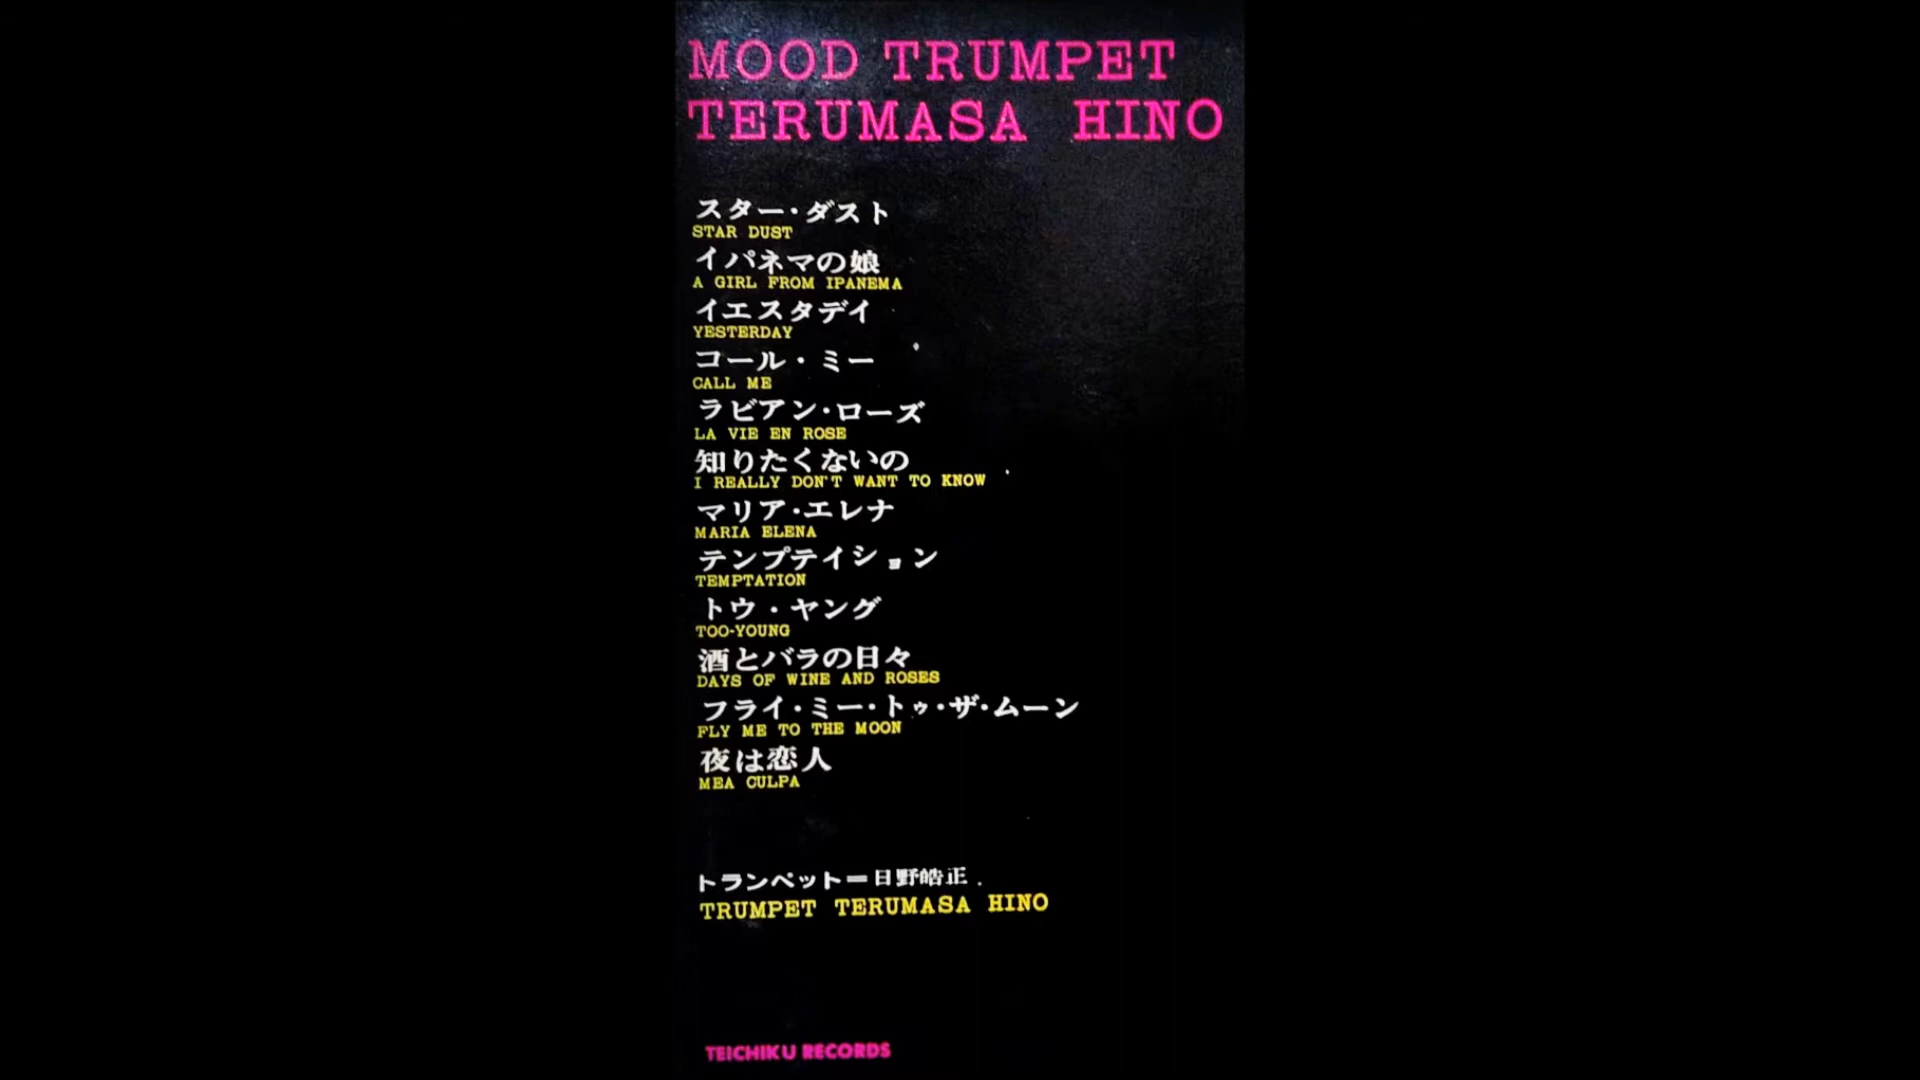 MOOD TRUMPET
TERUMASA HINO
スター・ダスト
STAR DUST
イパネマの娘
A GIRL FROM IPANEMA
イエスタデイ
YESTERDAY
コール・ミー
CALL ME
ラビアン・ローズ
LA VIE EN ROSE
知りたくないの
I REALLY DON'T WANT TO KNOW
マリア・エレナ
MARIA ELENA
テンプテイション
TEMPTATION
トウ・ヤング
TOO-YOUNG
酒とバラの日々
DAYS OF WINE AND ROSES
フライ・ミー・トゥ・ザ・ムーン
FLY ME TO THE MOON
夜は恋人
MEA CULPA
トランペット＝日野皓正
TRUMPET TERUMASA HINO
TEICHIKU RECORDS